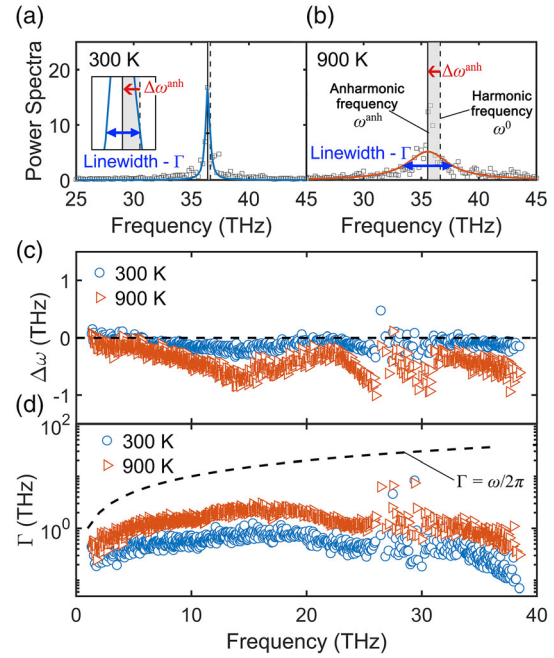 (a)
(b)
300 K
900 K
Δω^anh
Δω^anh
Anharmonic
frequency
ω^anh
Harmonic
frequency
ω^0
Linewidth - Γ
Linewidth - Γ
Power Spectra
20
10
0
25 30 35 40 45
25 30 35 40 45
Frequency (THz)
Frequency (THz)
(c)
300 K
900 K
Δω (THz)
1
0
-1
(d)
300 K
900 K
Γ = ω/2π
Γ (THz)
10^2
10^0
0 10 20 30 40
Frequency (THz)